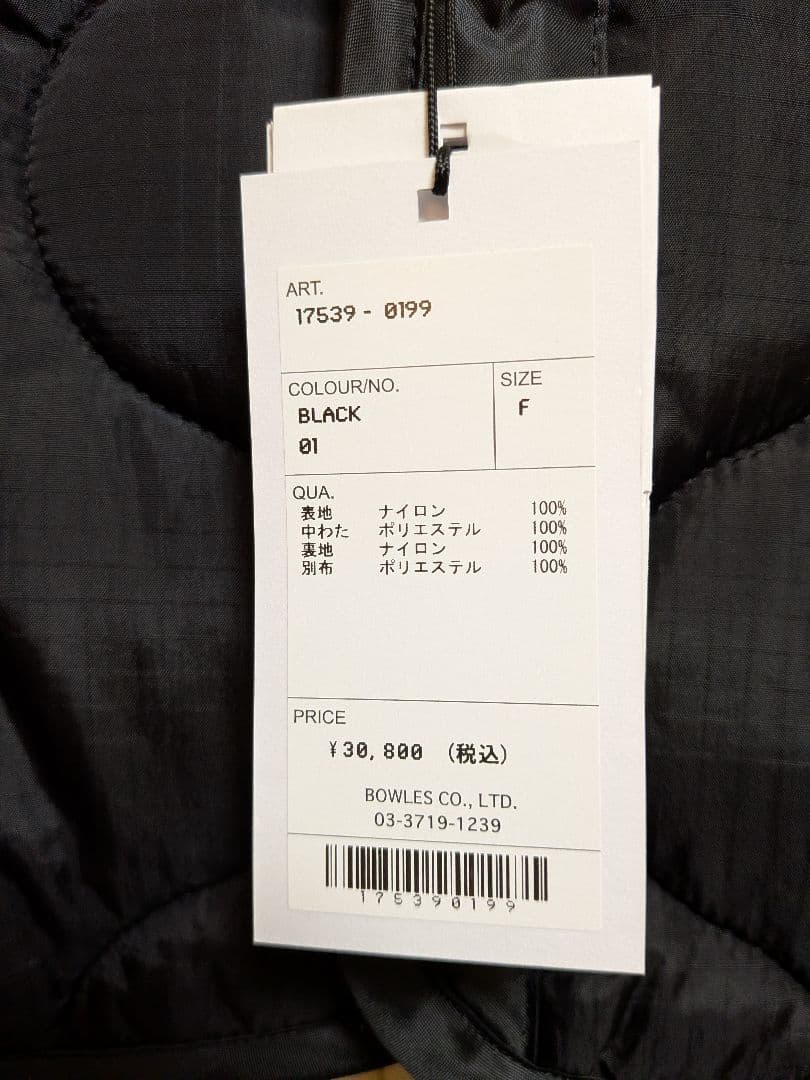 ART.
17539 - 0199
COLOUR/NO.
BLACK
01
SIZE
F
QUA.
表地 ナイロン 100%
中わた ポリエステル 100%
裏地 ナイロン 100%
別布 ポリエステル 100%
PRICE
¥30,800 (税込)
BOWLES CO., LTD.
03-3719-1239
175390199